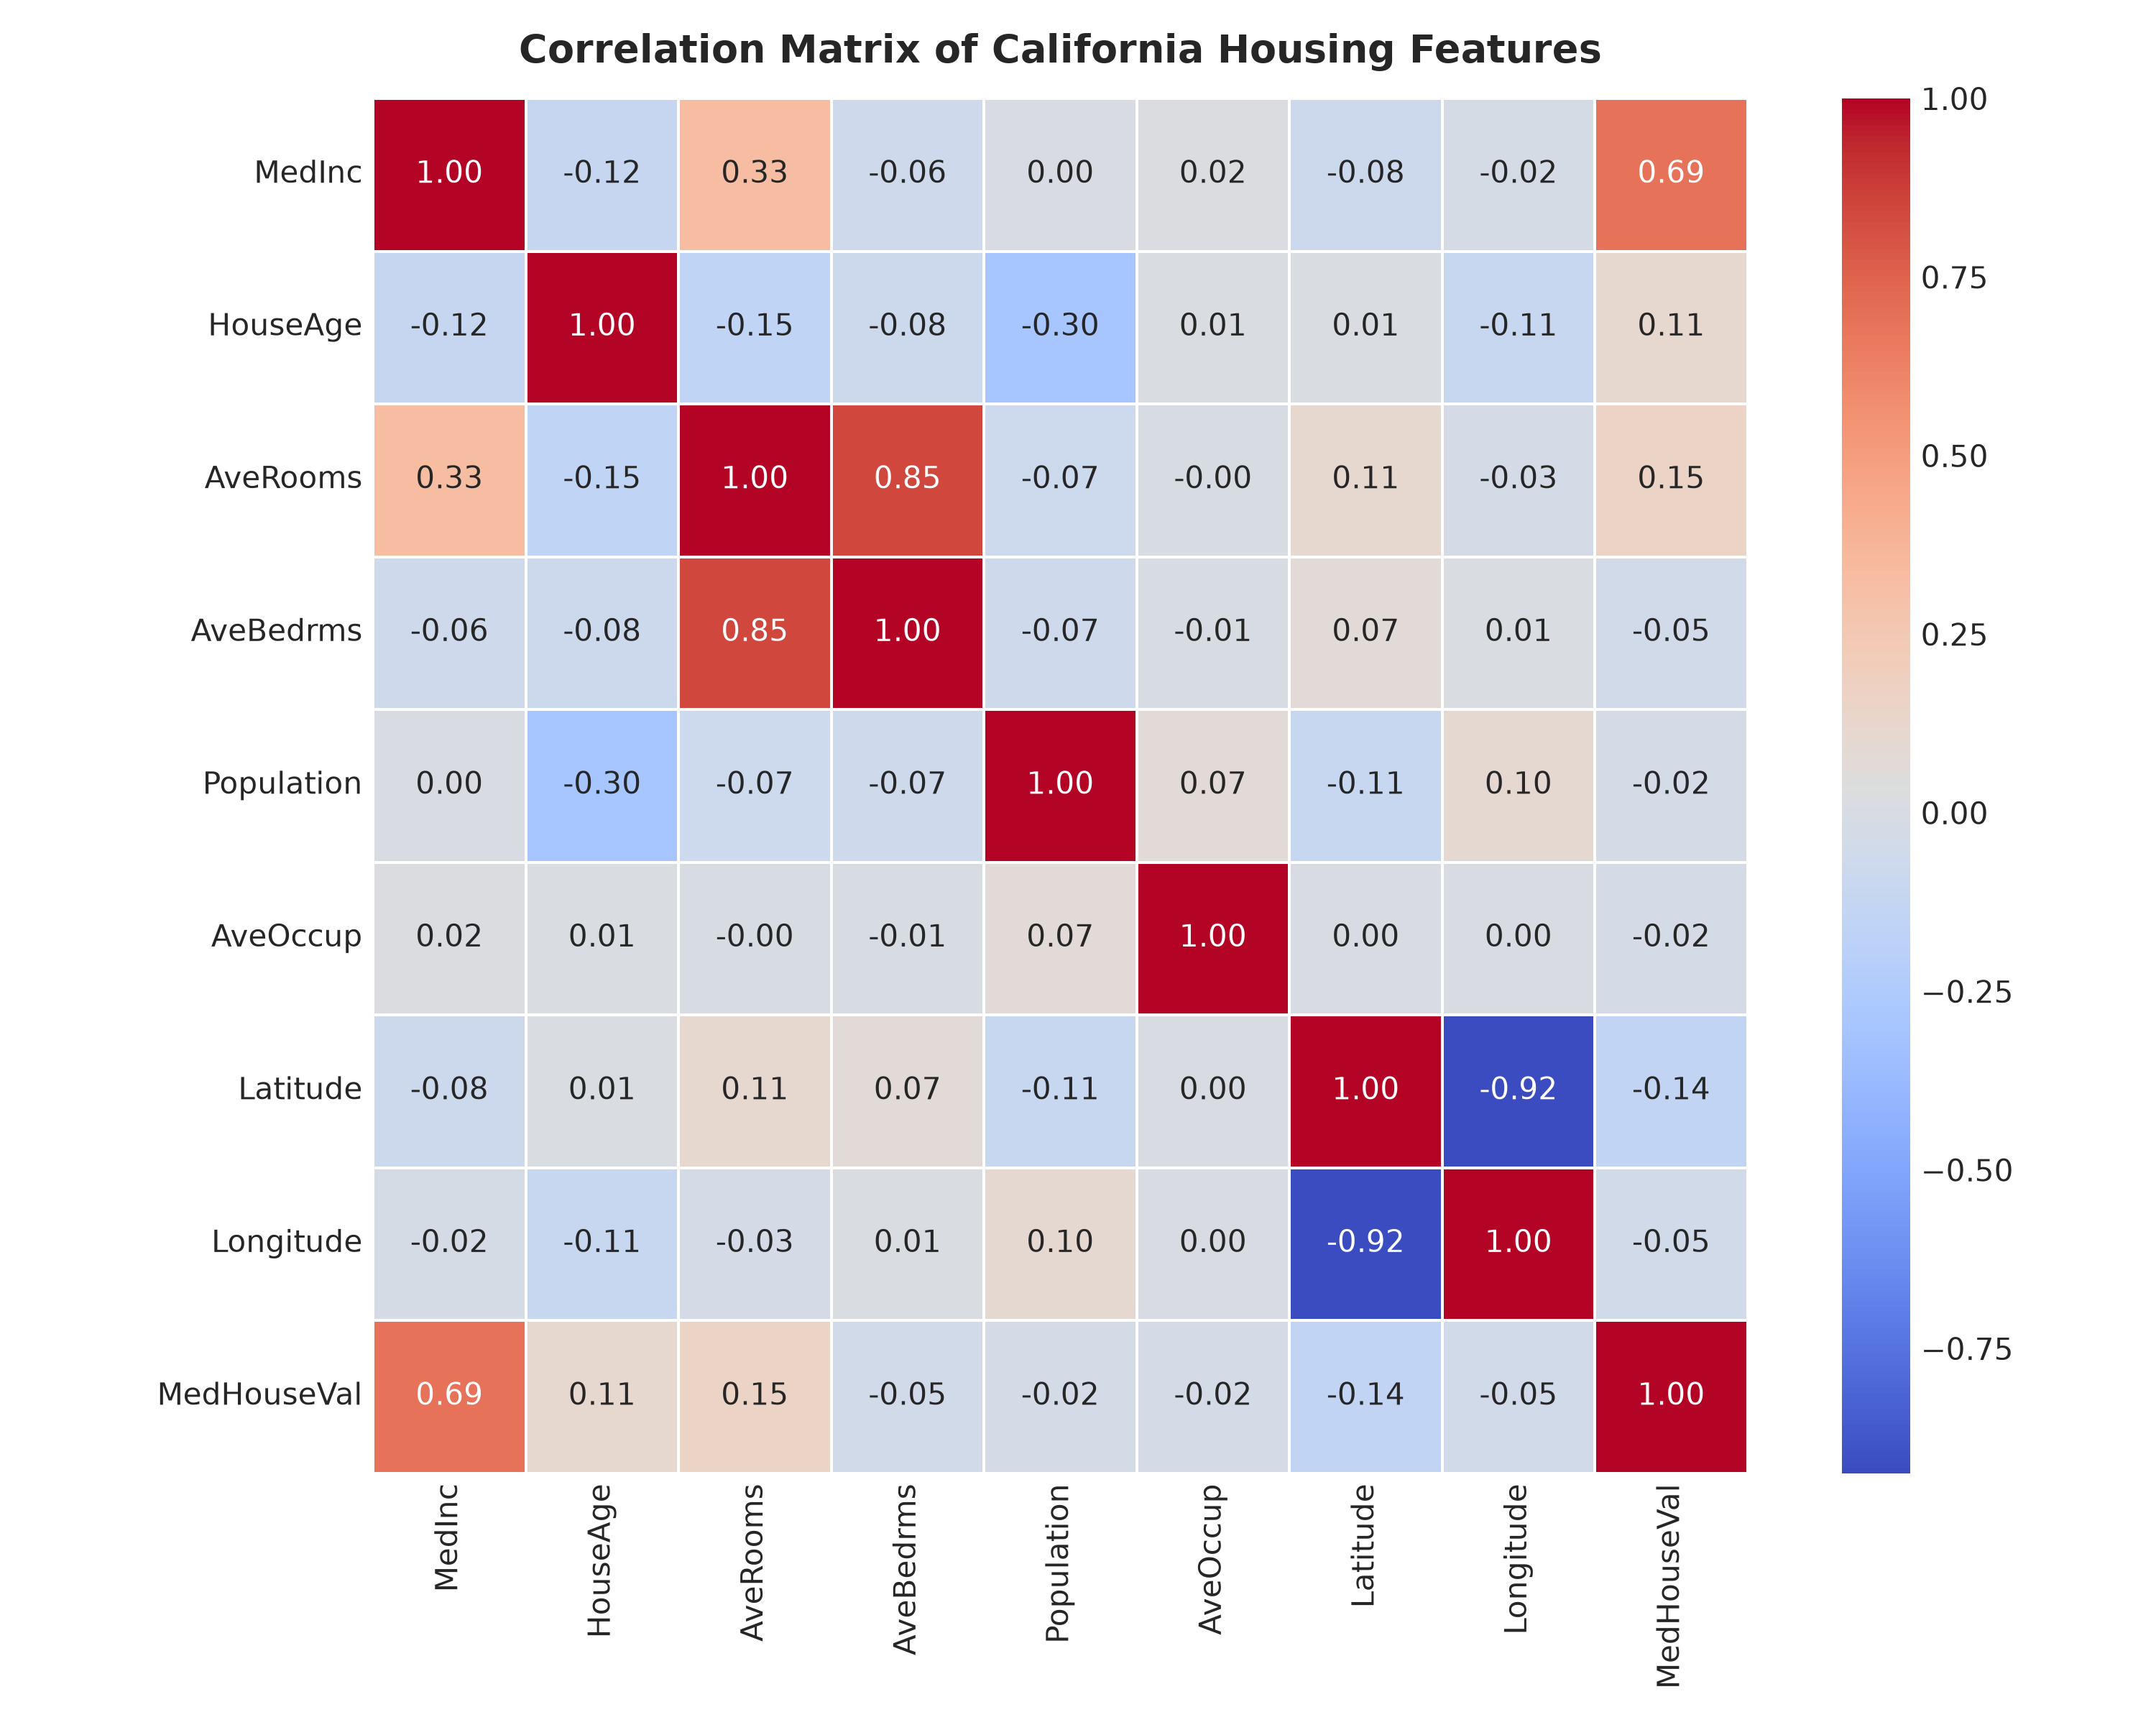 Correlation Matrix of California Housing Features
MedInc 1.00 -0.12 0.33 -0.06 0.00 0.02 -0.08 -0.02 0.69
HouseAge -0.12 1.00 -0.15 -0.08 -0.30 0.01 0.01 -0.11 0.11
AveRooms 0.33 -0.15 1.00 0.85 -0.07 -0.00 0.11 -0.03 0.15
AveBedrms -0.06 -0.08 0.85 1.00 -0.07 -0.01 0.07 0.01 -0.05
Population 0.00 -0.30 -0.07 -0.07 1.00 0.07 -0.11 0.10 -0.02
AveOccup 0.02 0.01 -0.00 -0.01 0.07 1.00 0.00 0.00 -0.02
Latitude -0.08 0.01 0.11 0.07 -0.11 0.00 1.00 -0.92 -0.14
Longitude -0.02 -0.11 -0.03 0.01 0.10 0.00 -0.92 1.00 -0.05
MedHouseVal 0.69 0.11 0.15 -0.05 -0.02 -0.02 -0.14 -0.05 1.00
MedInc
HouseAge
AveRooms
AveBedrms
Population
AveOccup
Latitude
Longitude
MedHouseVal
1.00
0.75
0.50
0.25
0.00
−0.25
−0.50
−0.75